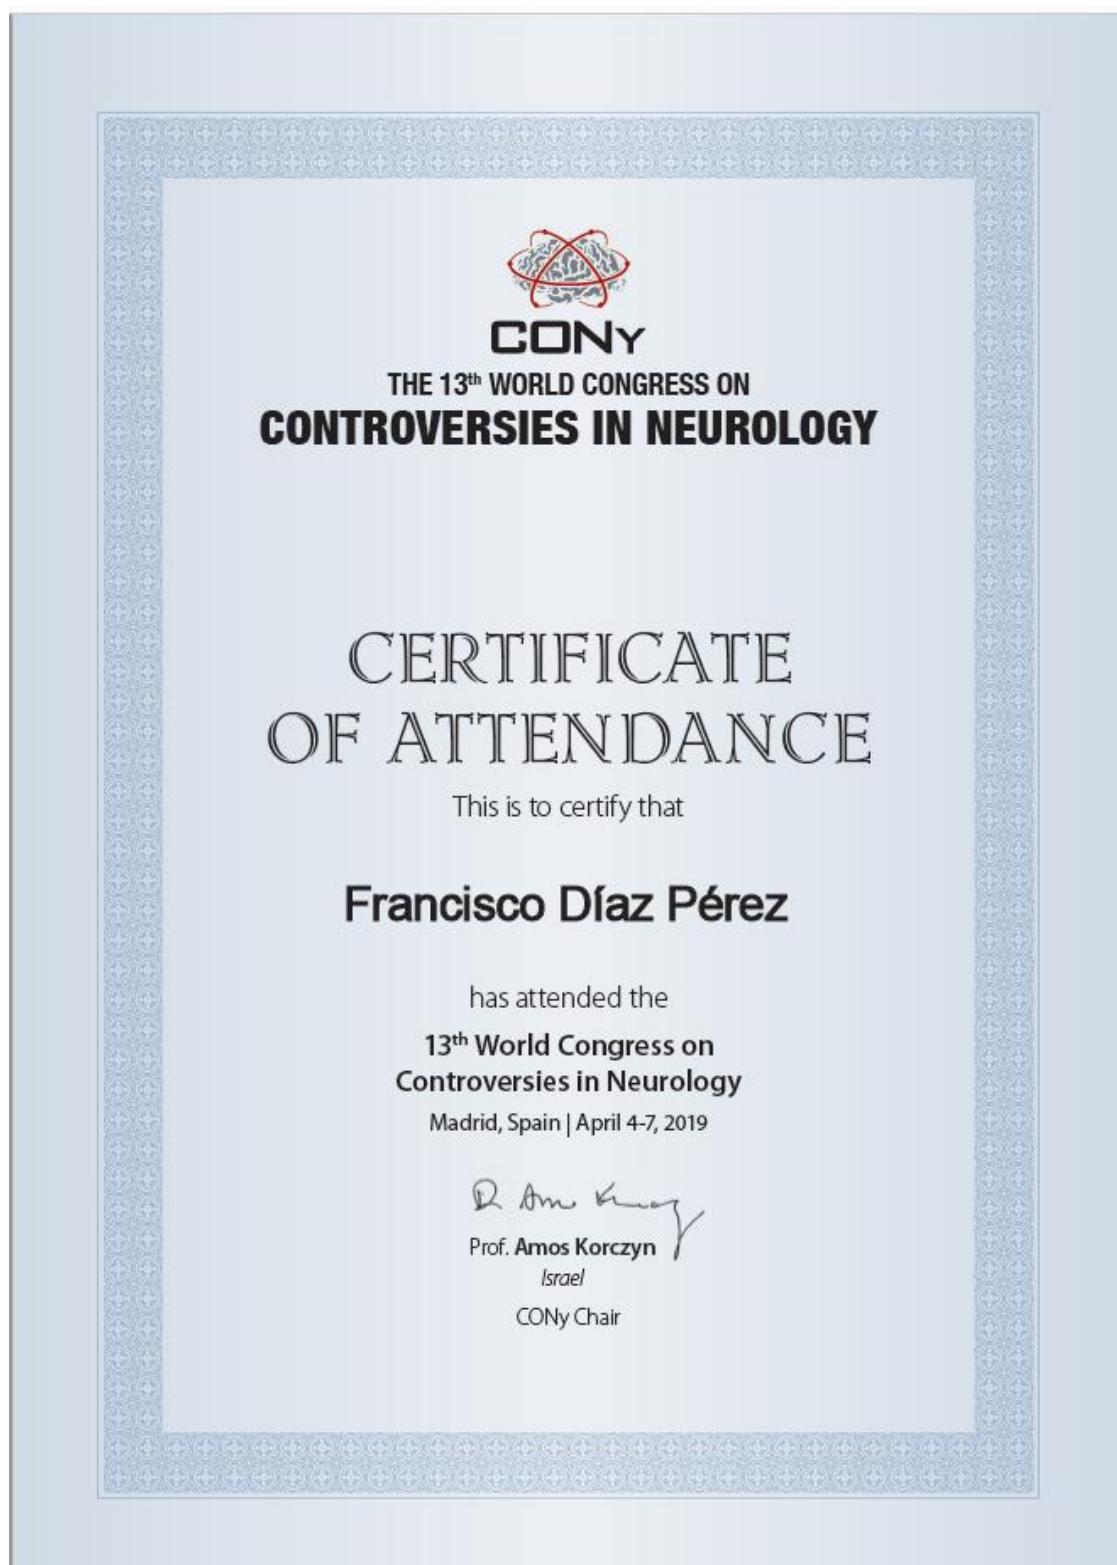 CONy
THE 13th WORLD CONGRESS ON
CONTROVERSIES IN NEUROLOGY
CERTIFICATE
OF ATTENDANCE
This is to certify that
Francisco Díaz Pérez
has attended the
13th World Congress on
Controversies in Neurology
Madrid, Spain | April 4-7, 2019
Prof. Amos Korczyn
Israel
CONy Chair